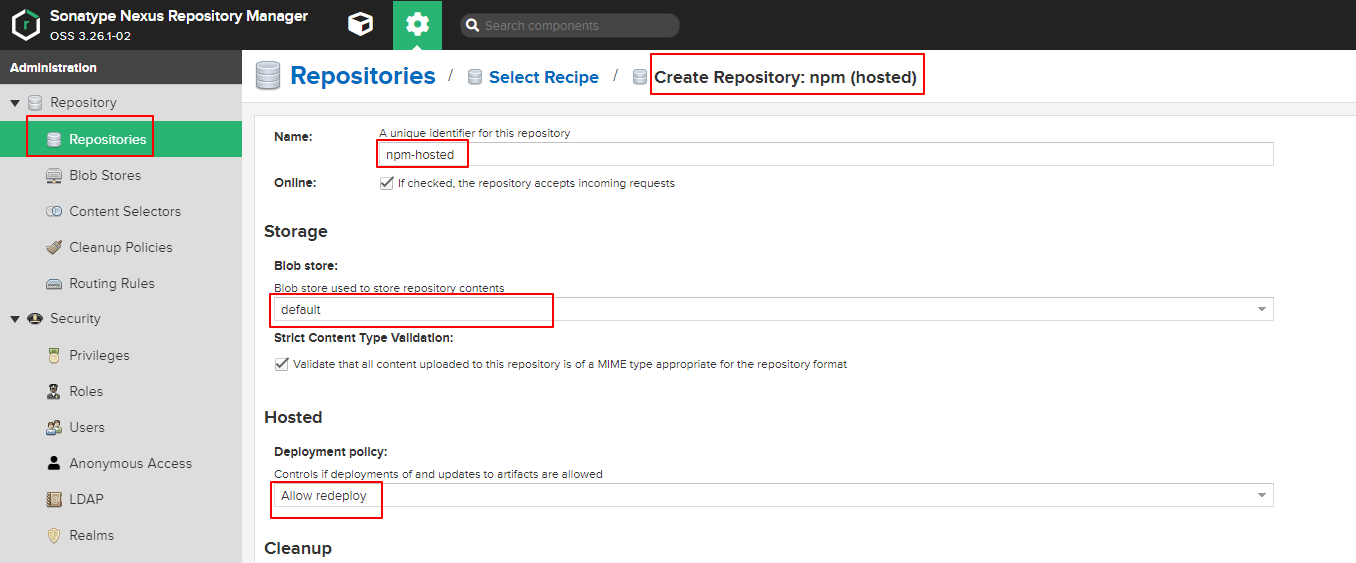 Sonatype Nexus Repository Manager
OSS 3.26.1-02
Search components
Administration
Repository
Repositories
Blob Stores
Content Selectors
Cleanup Policies
Routing Rules
Security
Privileges
Roles
Users
Anonymous Access
LDAP
Realms
Repositories / Select Recipe / Create Repository: npm (hosted)
Name: A unique identifier for this repository
npm-hosted
Online: If checked, the repository accepts incoming requests
Storage
Blob store:
Blob store used to store repository contents
default
Strict Content Type Validation:
Validate that all content uploaded to this repository is of a MIME type appropriate for the repository format
Hosted
Deployment policy:
Controls if deployments of and updates to artifacts are allowed
Allow redeploy
Cleanup